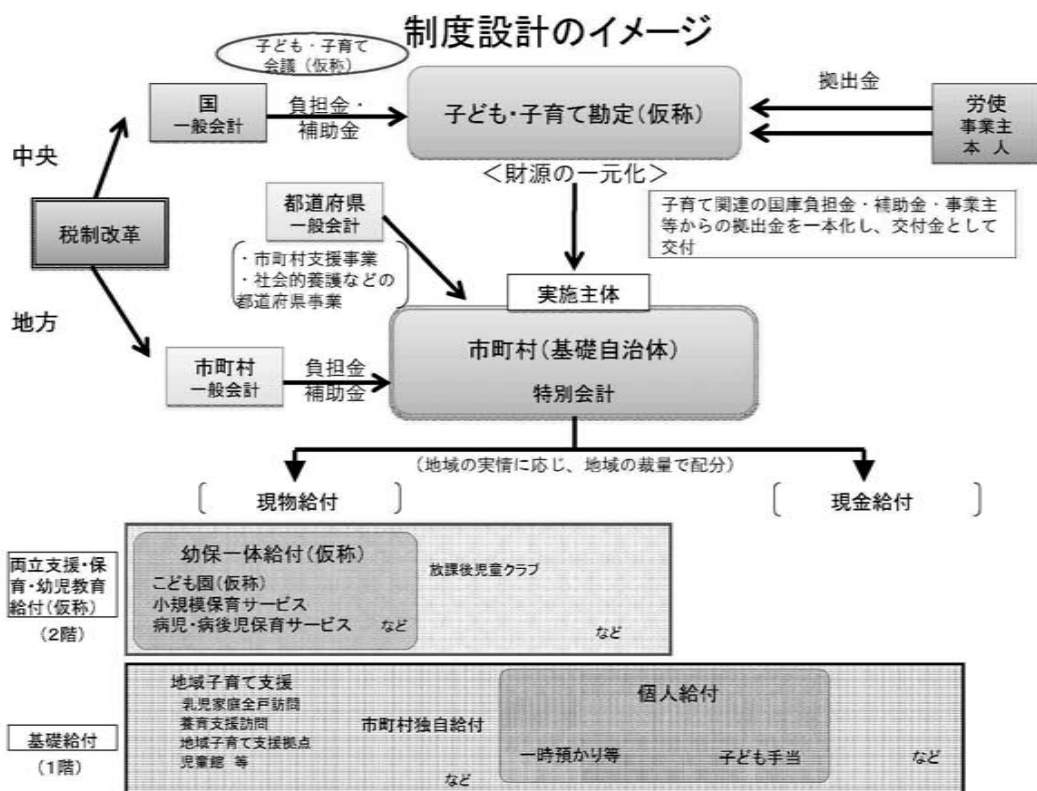 制度設計のイメージ
子ども・子育て
会議（仮称）
国
一般会計
負担金・
補助金
子ども・子育て勘定（仮称）
拠出金
労使
事業主
本 人
中央
＜財源の一元化＞
税制改革
都道府県
一般会計
・市町村支援事業
・社会的養護などの
都道府県事業
子育て関連の国庫負担金・補助金・事業主
等からの拠出金を一本化し、交付金として
交付
実施主体
地方
市町村（基礎自治体）
特別会計
市町村
一般会計
負担金
補助金
（地域の実情に応じ、地域の裁量で配分）
現物給付
現金給付
両立支援・保
育・幼児教育
給付（仮称）
（2階）
幼保一体給付（仮称）
こども園（仮称）
小規模保育サービス
病児・病後児保育サービス
など
放課後児童クラブ
など
基礎給付
（1階）
地域子育て支援
乳児家庭全戸訪問
養育支援訪問
地域子育て支援拠点
児童館 等
市町村独自給付
など
個人給付
一時預かり等
子ども手当
など